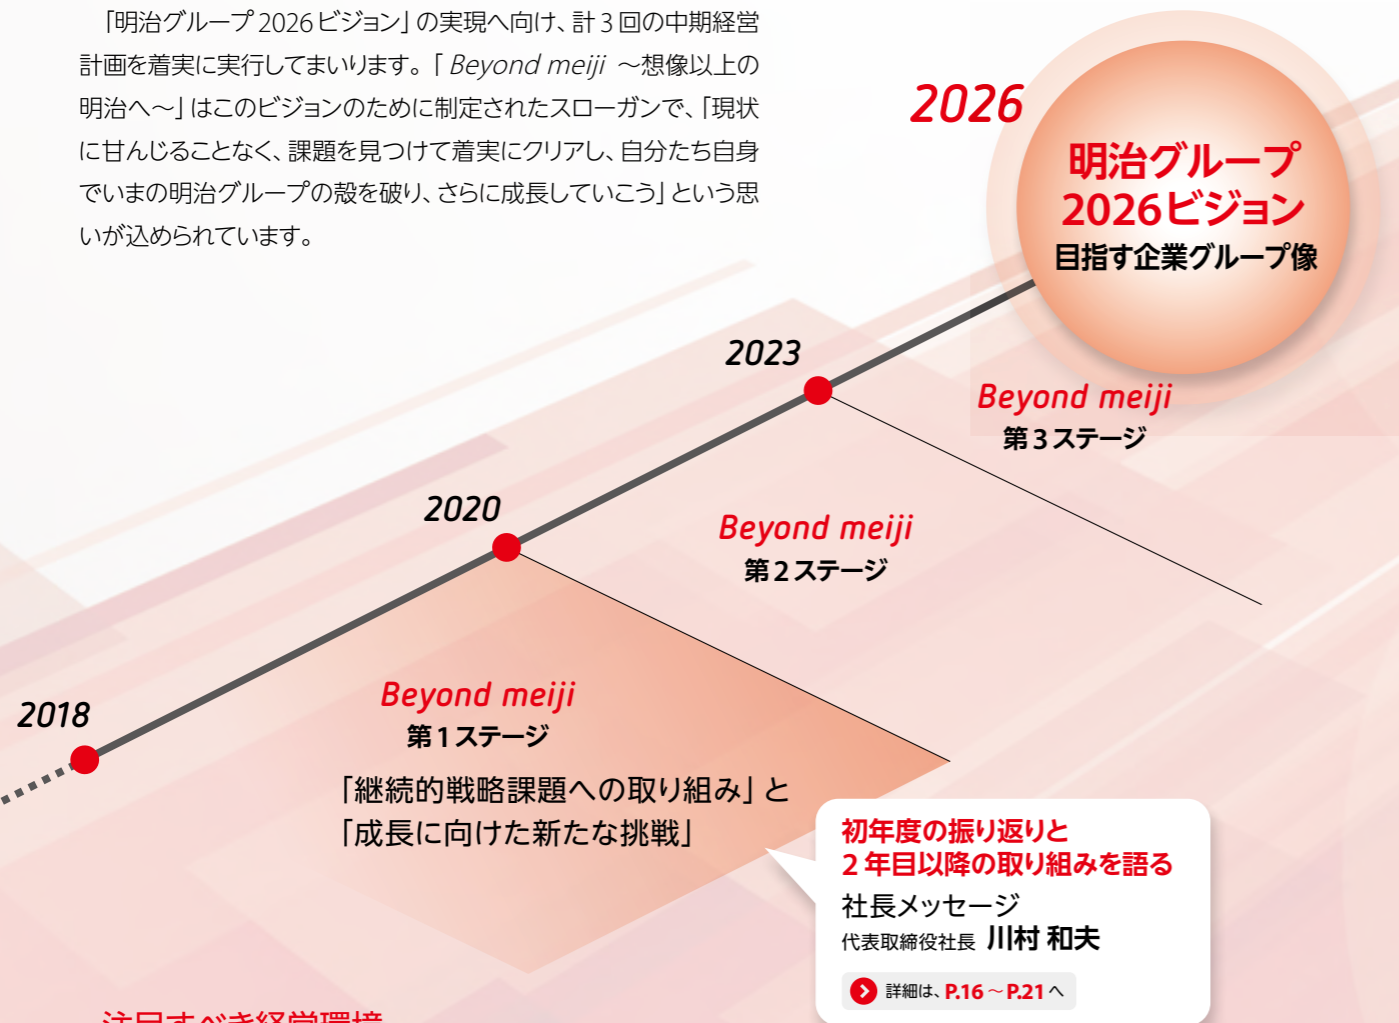 「明治グループ2026ビジョン」の実現へ向け、計3回の中期経営
計画を着実に実行してまいります。「Beyond meiji ～想像以上の
明治へ～」はこのビジョンのために制定されたスローガンで、「現状
に甘んじることなく、課題を見つけて着実にクリアし、自分たち自身
でいまの明治グループの殻を破り、さらに成長していこう」という思
いが込められています。
2026
明治グループ
2026ビジョン
目指す企業グループ像
2023
Beyond meiji
第3ステージ
2020
Beyond meiji
第2ステージ
2018
Beyond meiji
第1ステージ
「継続的戦略課題への取り組み」と
「成長に向けた新たな挑戦」
初年度の振り返りと
2年目以降の取り組みを語る
社長メッセージ
代表取締役社長 川村 和夫
詳細は、P.16～P.21へ
注目すべき経営環境